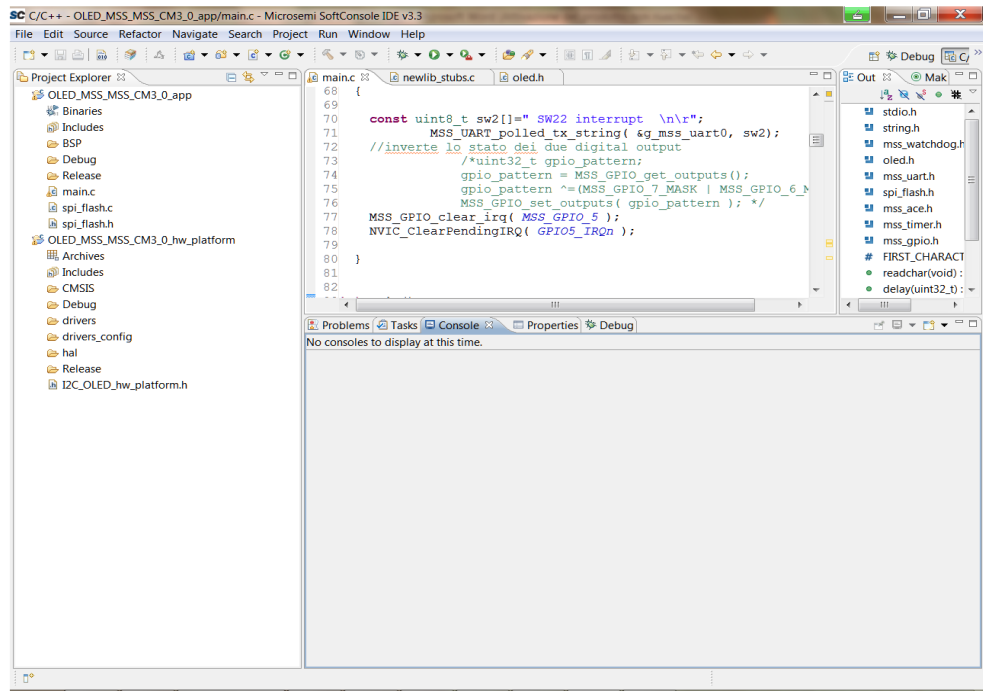 SC C/C++ - OLED_MSS_MSS_CM3_0_app/main.c - Microsemi SoftConsole IDE v3.3
File Edit Source Refactor Navigate Search Project Run Window Help
Debug C/
Project Explorer
OLED_MSS_MSS_CM3_0_app
Binaries
Includes
BSP
Debug
Release
main.c
spi_flash.c
spi_flash.h
OLED_MSS_MSS_CM3_0_hw_platform
Archives
Includes
CMSIS
Debug
drivers
drivers_config
hal
Release
I2C_OLED_hw_platform.h
main.c newlib_stubs.c oled.h
68 {
69
70 const uint8_t sw2[]=" SW22 interrupt \n\r";
71 MSS_UART_polled_tx_string( &g_mss_uart0, sw2);
72 //inverte lo stato dei due digital output
73 /*uint32_t gpio_pattern;
74 gpio_pattern = MSS_GPIO_get_outputs();
75 gpio_pattern ^=(MSS_GPIO_7_MASK | MSS_GPIO_6_M
76 MSS_GPIO_set_outputs( gpio_pattern ); */
77 MSS_GPIO_clear_irq( MSS_GPIO_5 );
78 NVIC_ClearPendingIRQ( GPIO5_IRQn );
79
80 }
81
82
Out Mak
stdio.h
string.h
mss_watchdog.h
oled.h
mss_uart.h
spi_flash.h
mss_ace.h
mss_timer.h
mss_gpio.h
# FIRST_CHARACT
readchar(void) :
delay(uint32_t) :
Problems Tasks Console Properties Debug
No consoles to display at this time.